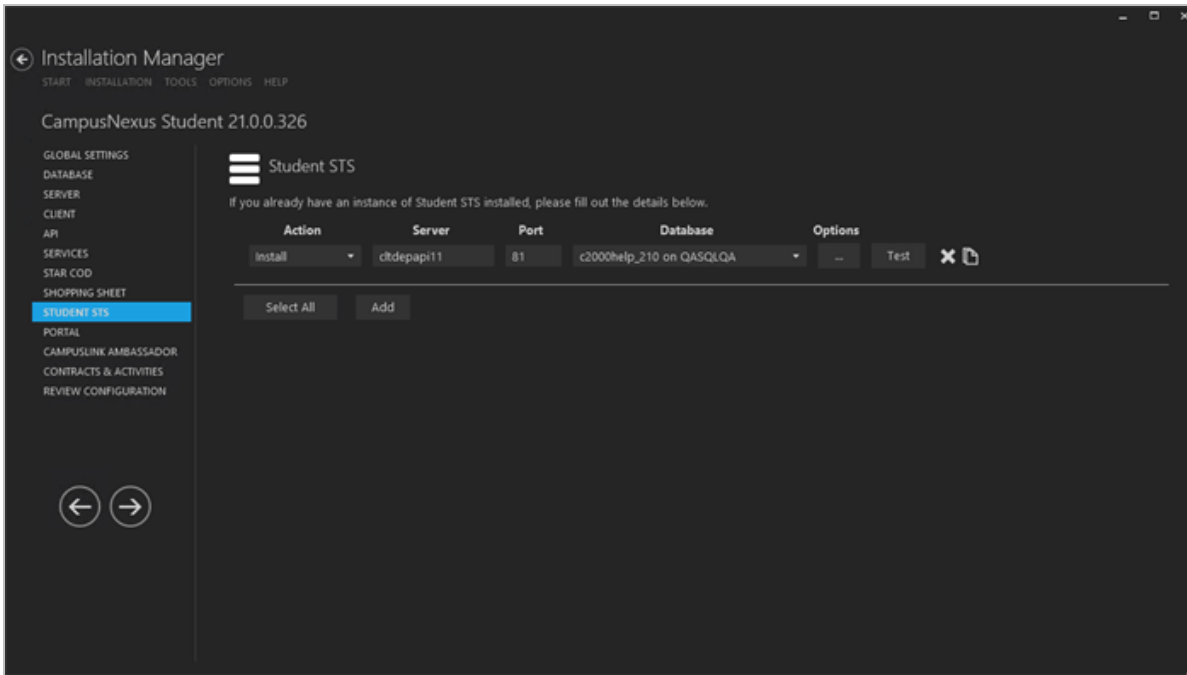 Installation Manager
START INSTALLATION TOOLS OPTIONS HELP
CampusNexus Student 21.0.0.326
GLOBAL SETTINGS
DATABASE
SERVER
CLIENT
API
SERVICES
STAR COD
SHOPPING SHEET
STUDENT STS
PORTAL
CAMPUSLINK AMBASSADOR
CONTRACTS & ACTIVITIES
REVIEW CONFIGURATION
Student STS
If you already have an instance of Student STS installed, please fill out the details below.
Action Server Port Database Options
Install cltdepapi11 81 c2000help_210 on QASQLQA ... Test
Select All Add